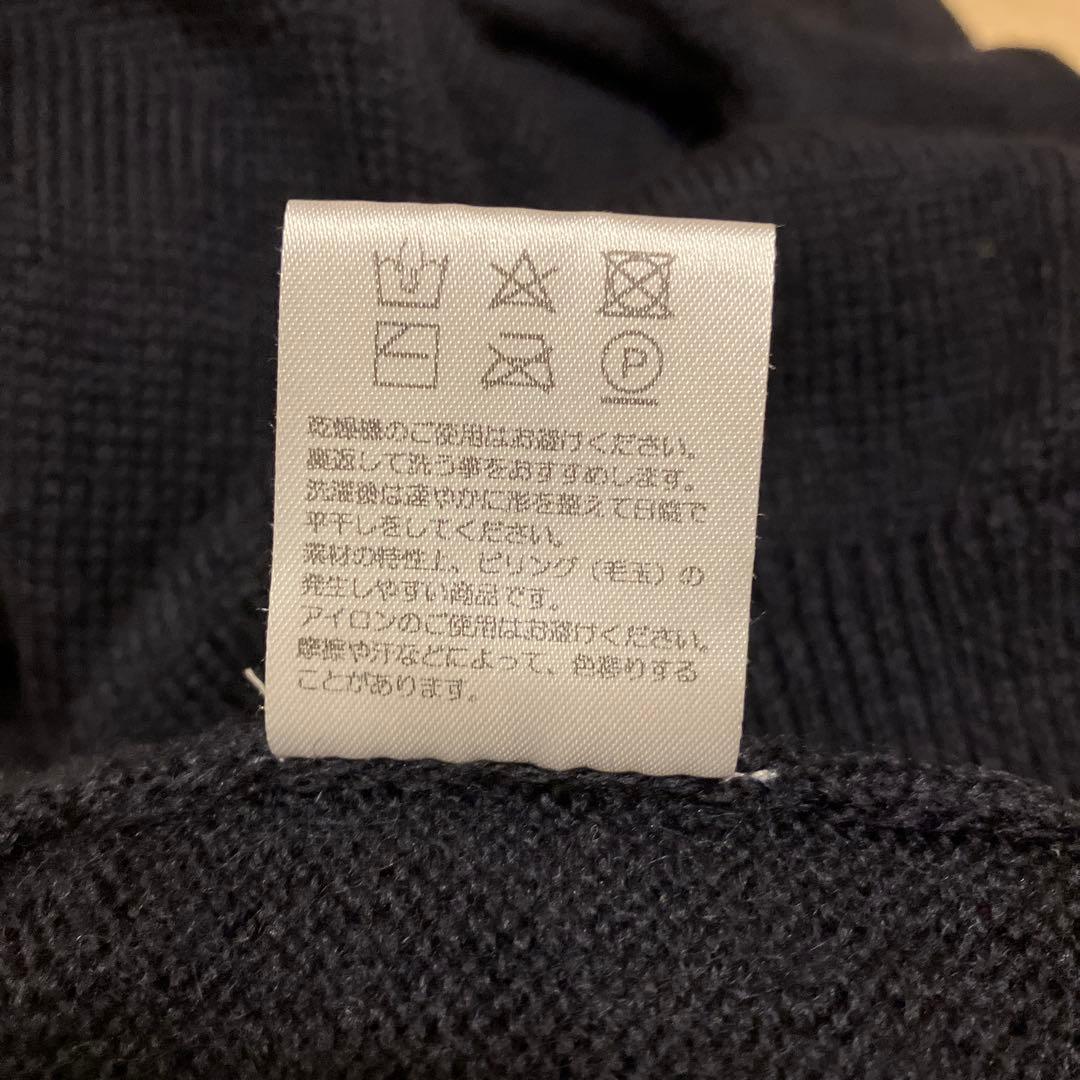 P
乾燥機のご使用はお避けください。
裏返して洗う事をおすすめします。
洗濯後は速やかに形を整えて日陰で
平干しをしてください。
素材の特性上、ピリング（毛玉）の
発生しやすい商品です。
アイロンのご使用はお避けください。
摩擦や汗などによって、色移りする
ことがあります。